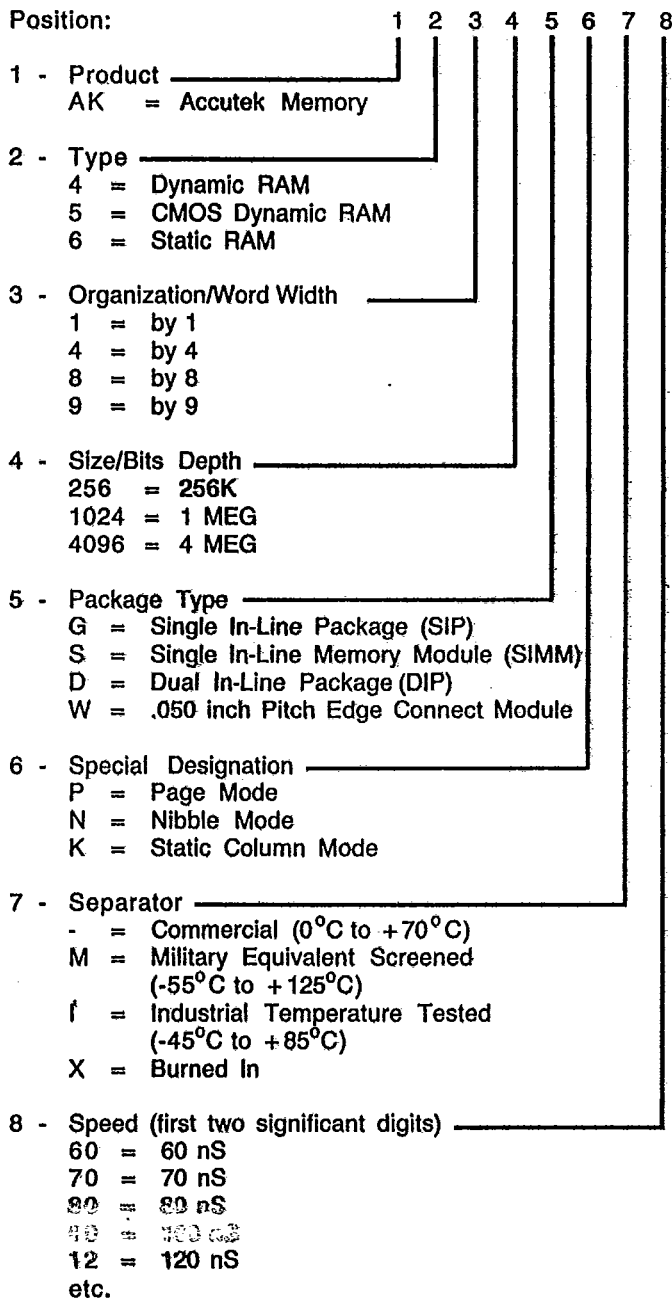 Position: 1 2 3 4 5 6 7 8
1 - Product
AK = Accutek Memory
2 - Type
4 = Dynamic RAM
5 = CMOS Dynamic RAM
6 = Static RAM
3 - Organization/Word Width
1 = by 1
4 = by 4
8 = by 8
9 = by 9
4 - Size/Bits Depth
256 = 256K
1024 = 1 MEG
4096 = 4 MEG
5 - Package Type
G = Single In-Line Package (SIP)
S = Single In-Line Memory Module (SIMM)
D = Dual In-Line Package (DIP)
W = .050 inch Pitch Edge Connect Module
6 - Special Designation
P = Page Mode
N = Nibble Mode
K = Static Column Mode
7 - Separator
- = Commercial (0°C to +70°C)
M = Military Equivalent Screened
(-55°C to +125°C)
I = Industrial Temperature Tested
(-45°C to +85°C)
X = Burned In
8 - Speed (first two significant digits)
60 = 60 nS
70 = 70 nS
80 = 80 nS
10 = 100 nS
12 = 120 nS
etc.